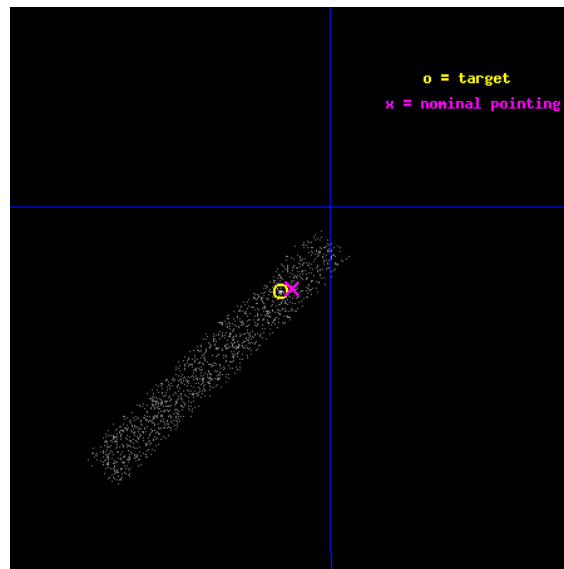 o = target
x = nominal pointing